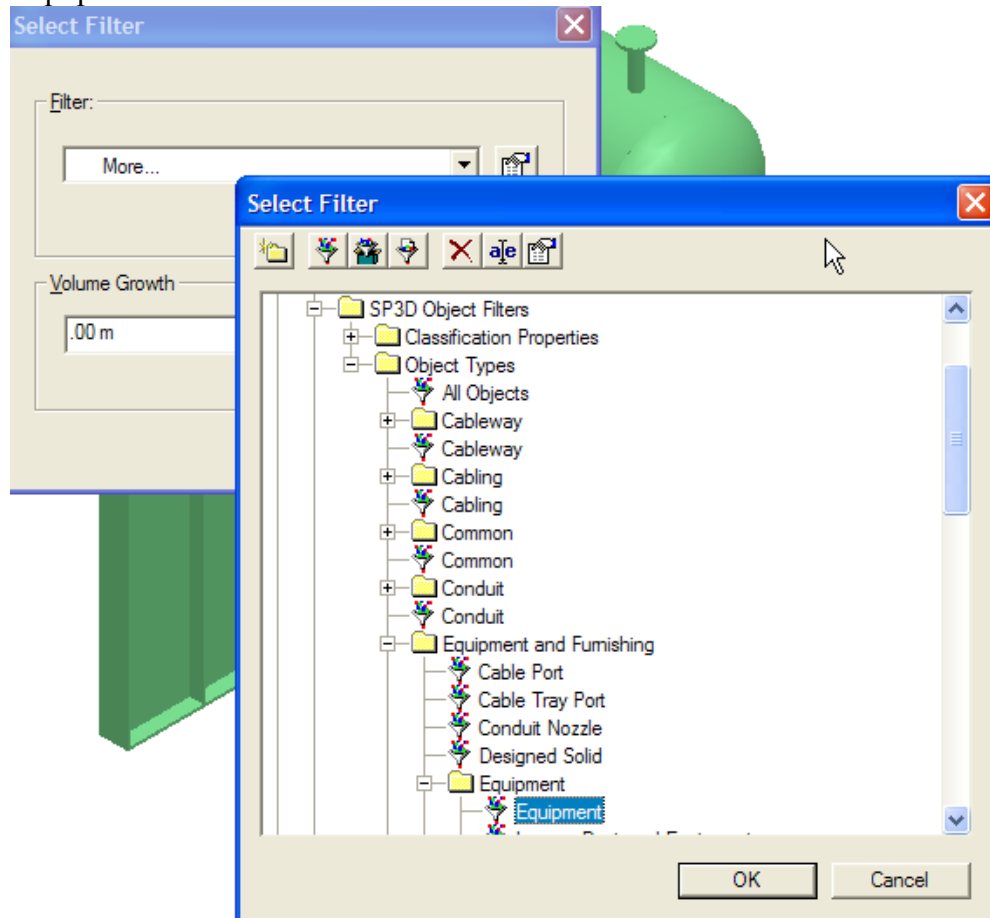 Select Filter
Filter:
More...
Volume Growth
.00 m
Select Filter
SP3D Object Filters
Classification Properties
Object Types
All Objects
Cableway
Cableway
Cabling
Cabling
Common
Common
Conduit
Conduit
Equipment and Furnishing
Cable Port
Cable Tray Port
Conduit Nozzle
Designed Solid
Equipment
Equipment
OK Cancel